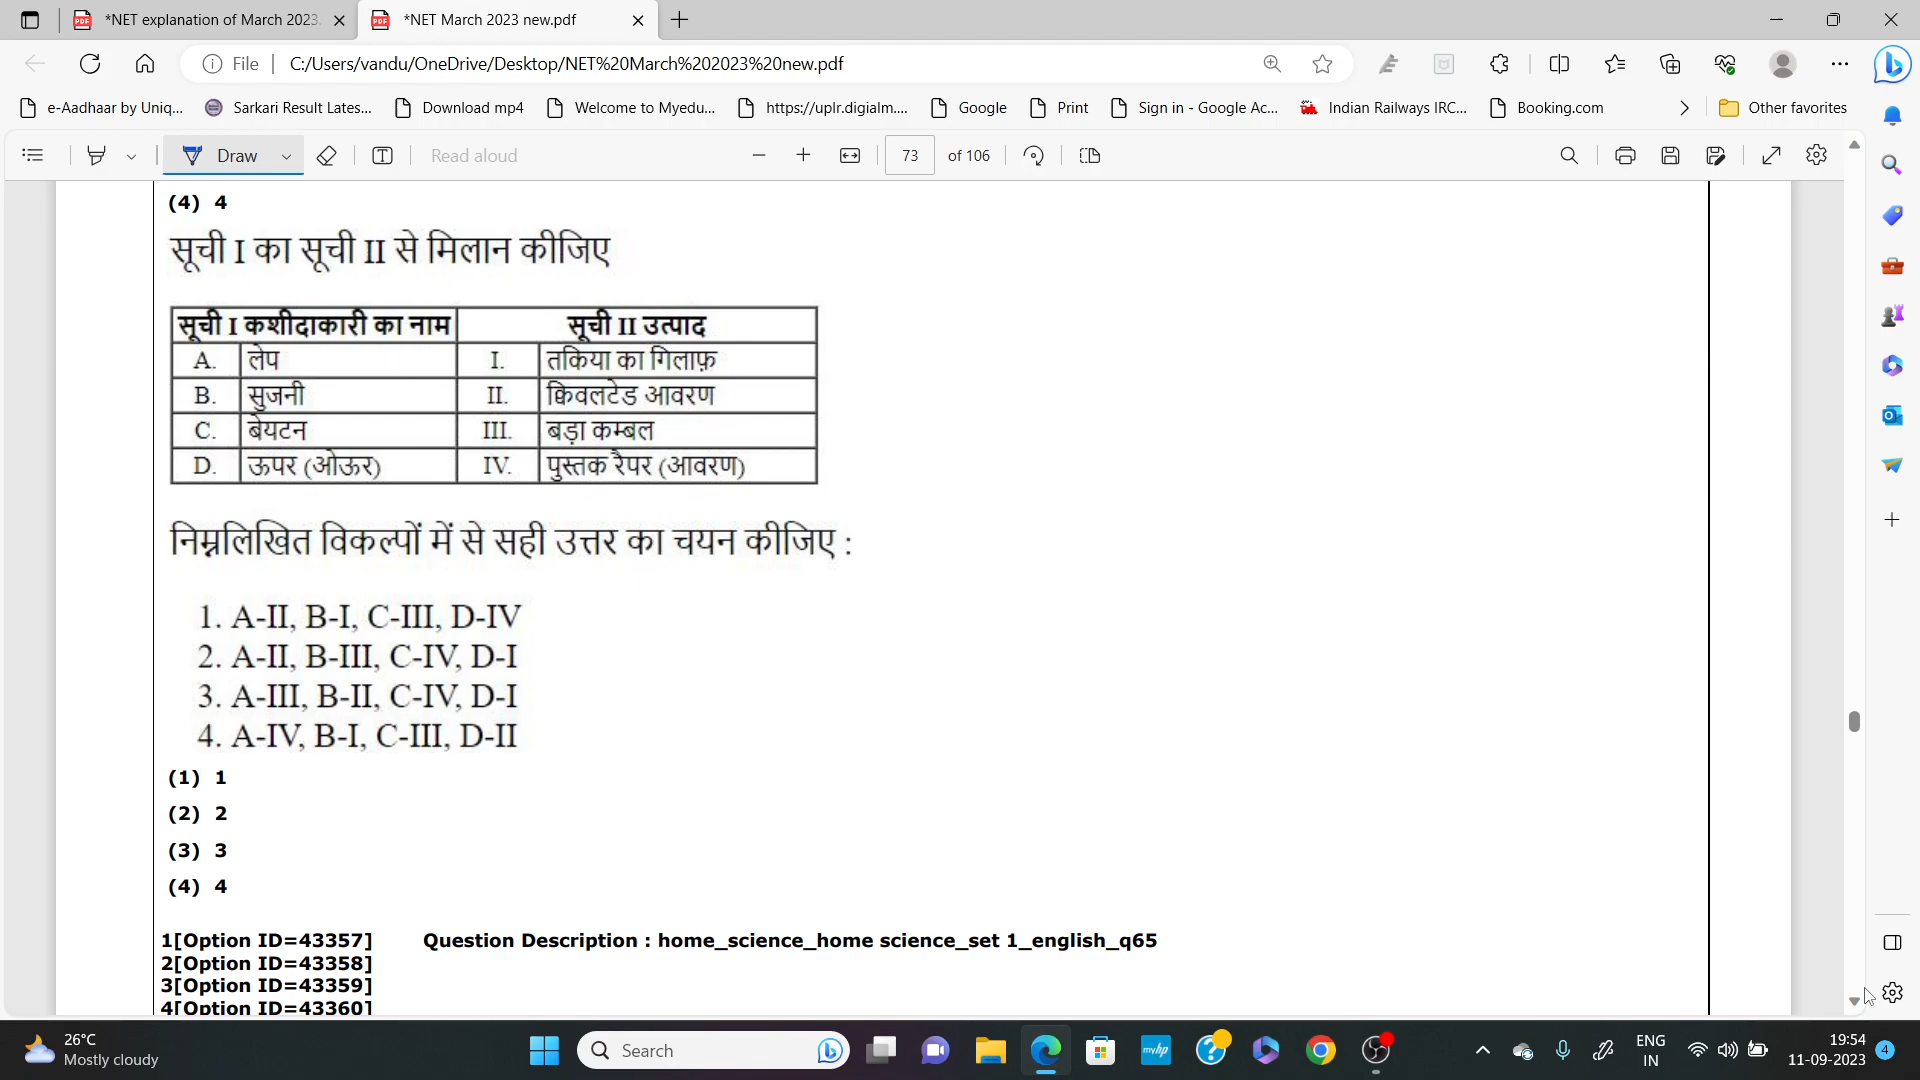 *NET explanation of March 2023.
*NET March 2023 new.pdf
File C:/Users/vandu/OneDrive/Desktop/NET%20March%202023%20new.pdf
e-Aadhaar by Uniq... Sarkari Result Lates... Download mp4 Welcome to Myedu... https://uplr.digialm.... Google Print Sign in - Google Ac... Indian Railways IRC... Booking.com Other favorites
Draw Read aloud 73 of 106
(4) 4
सूची I का सूची II से मिलान कीजिए
सूची I कशीदाकारी का नाम सूची II उत्पाद
A. लेप I. तकिया का गिलाफ़
B. सुजनी II. क्विलटेड आवरण
C. बेयटन III. बड़ा कम्बल
D. ऊपर (ओऊर) IV. पुस्तक रैपर (आवरण)
निम्नलिखित विकल्पों में से सही उत्तर का चयन कीजिए :
1. A-II, B-I, C-III, D-IV
2. A-II, B-III, C-IV, D-I
3. A-III, B-II, C-IV, D-I
4. A-IV, B-I, C-III, D-II
(1) 1
(2) 2
(3) 3
(4) 4
1[Option ID=43357] Question Description : home_science_home science_set 1_english_q65
2[Option ID=43358]
3[Option ID=43359]
4[Option ID=43360]
26°C
Mostly cloudy
Search
myhp
ENG
IN
19:54
11-09-2023
4